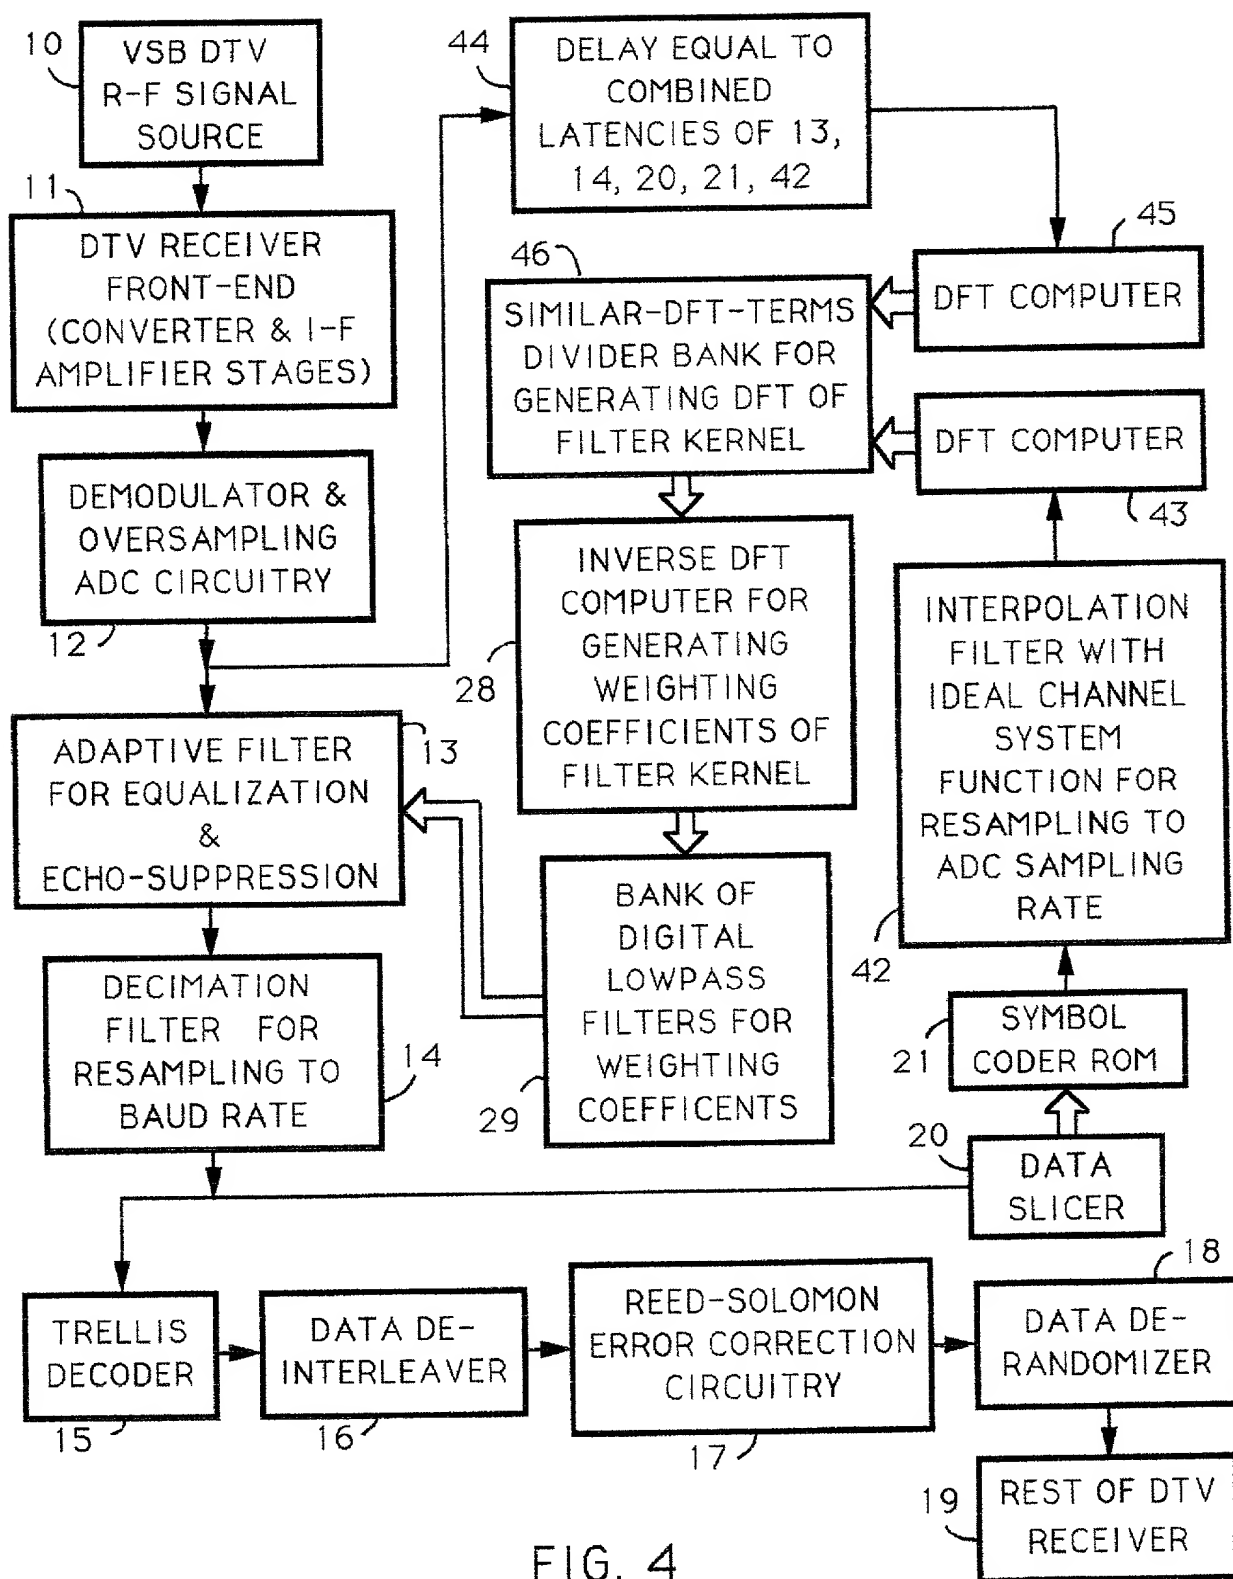 10
VSB DTV
R-F SIGNAL
SOURCE
11
DTV RECEIVER
FRONT-END
(CONVERTER & I-F
AMPLIFIER STAGES)
DEMODULATOR &
OVERSAMPLING
ADC CIRCUITRY
12
ADAPTIVE FILTER
FOR EQUALIZATION
&
ECHO-SUPPRESSION
13
DECIMATION
FILTER FOR
RESAMPLING TO
BAUD RATE
14
44
DELAY EQUAL TO
COMBINED
LATENCIES OF 13,
14, 20, 21, 42
45
DFT COMPUTER
46
SIMILAR-DFT-TERMS
DIVIDER BANK FOR
GENERATING DFT OF
FILTER KERNEL
DFT COMPUTER
43
INVERSE DFT
COMPUTER FOR
GENERATING
WEIGHTING
COEFFICIENTS OF
FILTER KERNEL
28
INTERPOLATION
FILTER WITH
IDEAL CHANNEL
SYSTEM
FUNCTION FOR
RESAMPLING TO
ADC SAMPLING
RATE
42
BANK OF
DIGITAL
LOWPASS
FILTERS FOR
WEIGHTING
COEFFICENTS
29
SYMBOL
CODER ROM
21
20
DATA
SLICER
TRELLIS
DECODER
15
DATA DE-
INTERLEAVER
16
REED-SOLOMON
ERROR CORRECTION
CIRCUITRY
17
18
DATA DE-
RANDOMIZER
19
REST OF DTV
RECEIVER
FIG. 4